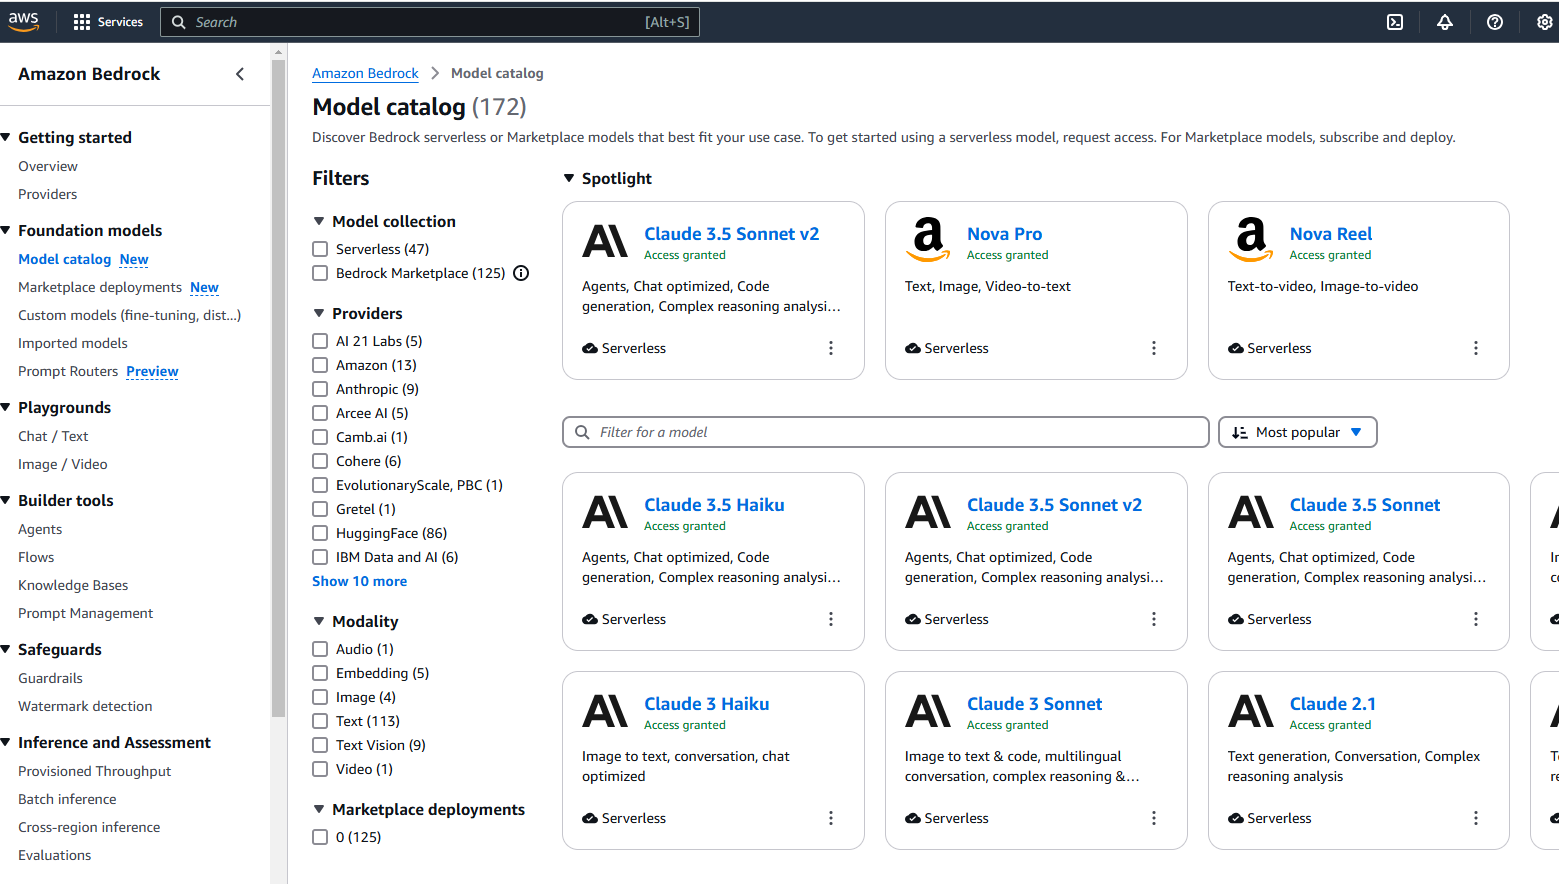 aws
Services
Search
[Alt+S]
Amazon Bedrock
Getting started
Overview
Providers
Foundation models
Model catalog New
Marketplace deployments New
Custom models (fine-tuning, dist...)
Imported models
Prompt Routers Preview
Playgrounds
Chat / Text
Image / Video
Builder tools
Agents
Flows
Knowledge Bases
Prompt Management
Safeguards
Guardrails
Watermark detection
Inference and Assessment
Provisioned Throughput
Batch inference
Cross-region inference
Evaluations
Amazon Bedrock > Model catalog
Model catalog (172)
Discover Bedrock serverless or Marketplace models that best fit your use case. To get started using a serverless model, request access. For Marketplace models, subscribe and deploy.
Filters
Model collection
Serverless (47)
Bedrock Marketplace (125)
Providers
AI 21 Labs (5)
Amazon (13)
Anthropic (9)
Arcee AI (5)
Camb.ai (1)
Cohere (6)
EvolutionaryScale, PBC (1)
Gretel (1)
HuggingFace (86)
IBM Data and AI (6)
Show 10 more
Modality
Audio (1)
Embedding (5)
Image (4)
Text (113)
Text Vision (9)
Video (1)
Marketplace deployments
0 (125)
Spotlight
Claude 3.5 Sonnet v2
Access granted
Agents, Chat optimized, Code
generation, Complex reasoning analysi...
Serverless
Nova Pro
Access granted
Text, Image, Video-to-text
Serverless
Nova Reel
Access granted
Text-to-video, Image-to-video
Serverless
Filter for a model
Most popular
Claude 3.5 Haiku
Access granted
Agents, Chat optimized, Code
generation, Complex reasoning analysi...
Serverless
Claude 3.5 Sonnet v2
Access granted
Agents, Chat optimized, Code
generation, Complex reasoning analysi...
Serverless
Claude 3.5 Sonnet
Access granted
Agents, Chat optimized, Code
generation, Complex reasoning analysi...
Serverless
Claude 3 Haiku
Access granted
Image to text, conversation, chat
optimized
Serverless
Claude 3 Sonnet
Access granted
Image to text & code, multilingual
conversation, complex reasoning &...
Serverless
Claude 2.1
Access granted
Text generation, Conversation, Complex
reasoning analysis
Serverless